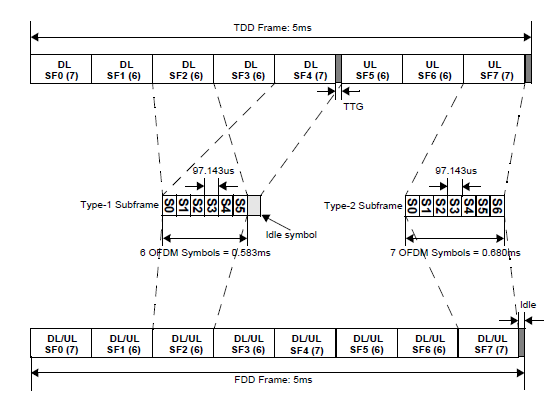 TDD Frame: 5ms
DL DL DL DL DL UL UL UL
SF0 (7) SF1 (6) SF2 (6) SF3 (6) SF4 (7) SF5 (6) SF6 (6) SF7 (7)
TTG
97.143us 97.143us
Type-1 Subframe S0 S1 S2 S3 S4 S5 Type-2 Subframe S0 S1 S2 S3 S4 S5 S6
Idle symbol
6 OFDM Symbols = 0.583ms 7 OFDM Symbols = 0.680ms
Idle
DL/UL DL/UL DL/UL DL/UL DL/UL DL/UL DL/UL DL/UL
SF0 (7) SF1 (6) SF2 (6) SF3 (6) SF4 (7) SF5 (6) SF6 (6) SF7 (7)
FDD Frame: 5ms